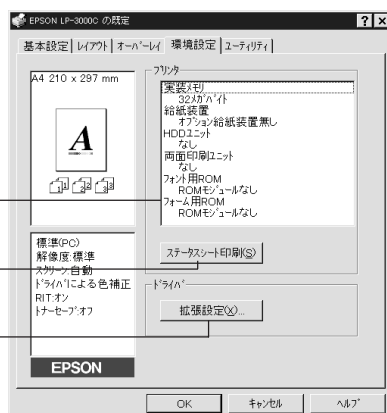 EPSON LP-3000C の既定
? ×
基本設定 ﾚｲｱｳﾄ ｵｰﾊﾞｰﾚｲ 環境設定 ﾕｰﾃｨﾘﾃｨ
A4 210 x 297 mm
A
1 1 2 2 3 3
標準(PC)
解像度:標準
ｽｸﾘｰﾝ:自動
ﾄﾞﾗｲﾊﾞによる色補正
RIT:ｵﾝ
ﾄﾅｰｾｰﾌﾞ:ｵﾌ
EPSON
ﾌﾟﾘﾝﾀ
実装ﾒﾓﾘ
32ﾒｶﾞﾊﾞｲﾄ
給紙装置
ｵﾌﾟｼｮﾝ給紙装置無し
HDDﾕﾆｯﾄ
なし
両面印刷ﾕﾆｯﾄ
なし
ﾌｫﾝﾄ用ROM
ROMﾓｼﾞｭｰﾙなし
ﾌｫｰﾑ用ROM
ROMﾓｼﾞｭｰﾙなし
ｽﾃｰﾀｽｼｰﾄ印刷(S)
ﾄﾞﾗｲﾊﾞ
拡張設定(X)...
OK ｷｬﾝｾﾙ ﾍﾙﾌﾟ